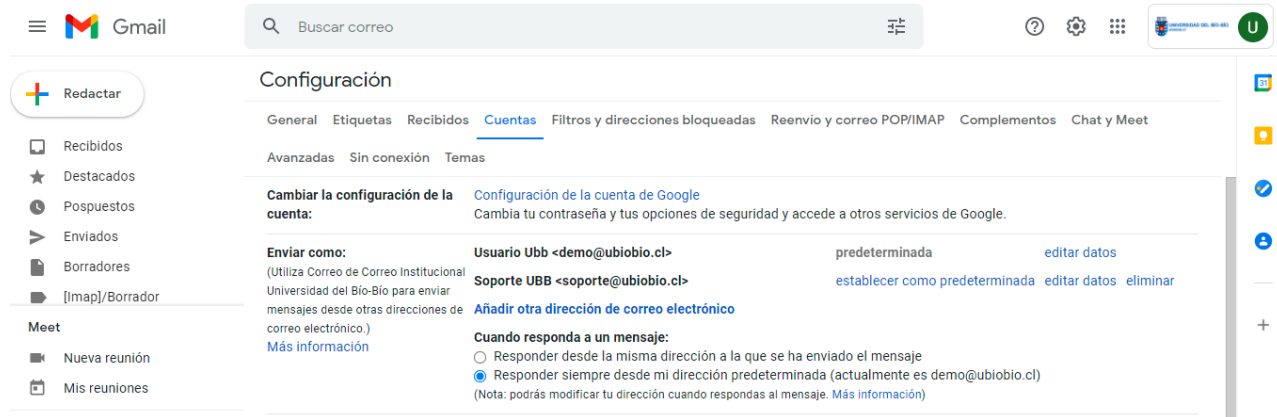 Gmail
Buscar correo
UNIVERSIDAD DEL BÍO-BÍO
U
Redactar
Recibidos
Destacados
Pospuestos
Enviados
Borradores
[Imap]/Borrador
Meet
Nueva reunión
Mis reuniones
Configuración
General Etiquetas Recibidos Cuentas Filtros y direcciones bloqueadas Reenvío y correo POP/IMAP Complementos Chat y Meet
Avanzadas Sin conexión Temas
Cambiar la configuración de la
cuenta:
Configuración de la cuenta de Google
Cambia tu contraseña y tus opciones de seguridad y accede a otros servicios de Google.
Enviar como:
(Utiliza Correo de Correo Institucional
Universidad del Bío-Bío para enviar
mensajes desde otras direcciones de
correo electrónico.)
Más información
Usuario Ubb <demo@ubiobio.cl> predeterminada editar datos
Soporte UBB <soporte@ubiobio.cl> establecer como predeterminada editar datos eliminar
Añadir otra dirección de correo electrónico
Cuando responda a un mensaje:
Responder desde la misma dirección a la que se ha enviado el mensaje
Responder siempre desde mi dirección predeterminada (actualmente es demo@ubiobio.cl)
(Nota: podrás modificar tu dirección cuando respondas al mensaje. Más información)
31